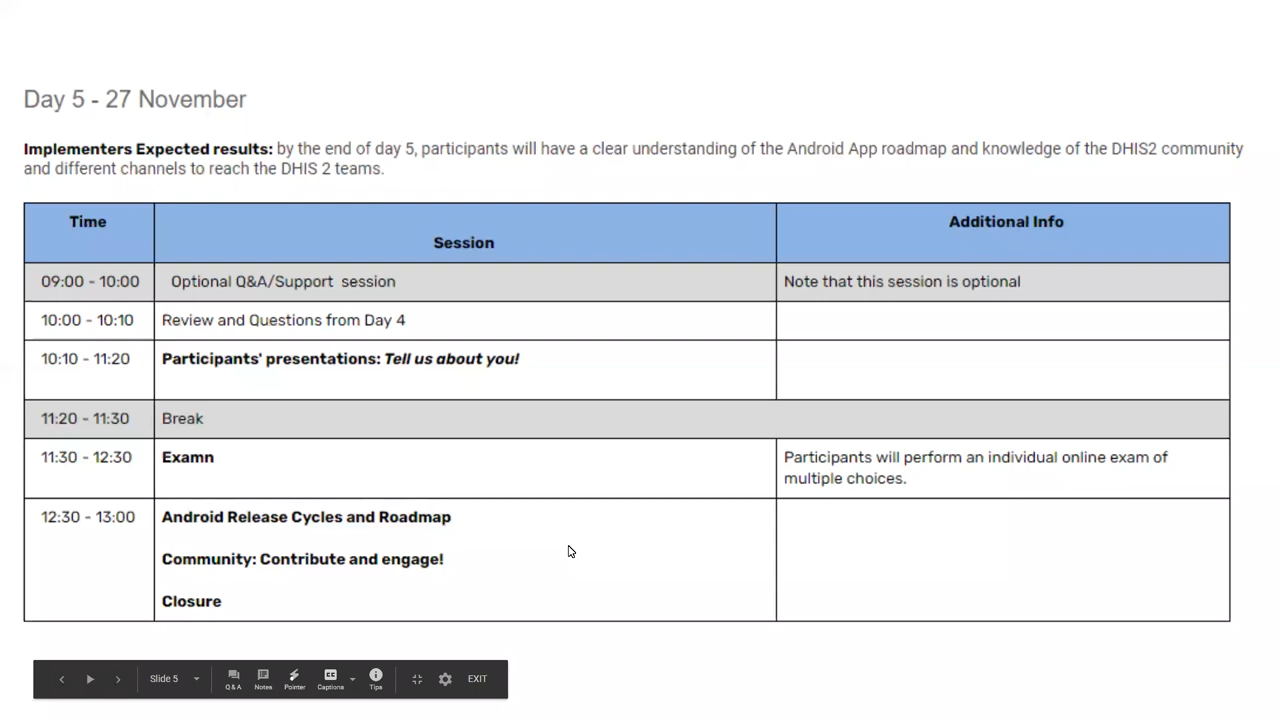 Day 5 - 27 November
Implementers Expected results: by the end of day 5, participants will have a clear understanding of the Android App roadmap and knowledge of the DHIS2 community
and different channels to reach the DHIS 2 teams.
Time
Session
Additional Info
09:00 - 10:00
Optional Q&A/Support session
Note that this session is optional
10:00 - 10:10
Review and Questions from Day 4
10:10 - 11:20
Participants' presentations: Tell us about you!
11:20 - 11:30
Break
11:30 - 12:30
Examn
Participants will perform an individual online exam of
multiple choices.
12:30 - 13:00
Android Release Cycles and Roadmap
Community: Contribute and engage!
Closure
Slide 5
Q&A
Notes
Pointer
CC
Captions
Tips
EXIT